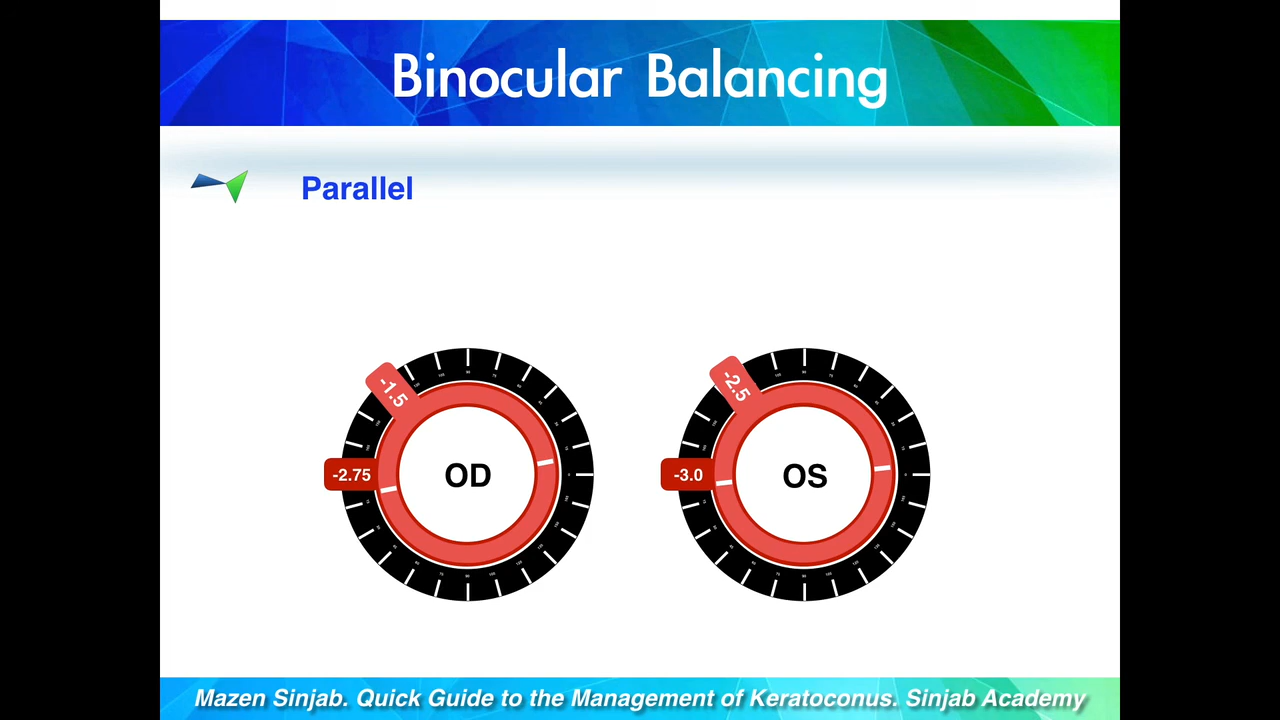 Binocular Balancing
Parallel
-1.5
-2.5
-2.75
OD
-3.0
OS
Mazen Sinjab. Quick Guide to the Management of Keratoconus. Sinjab Academy